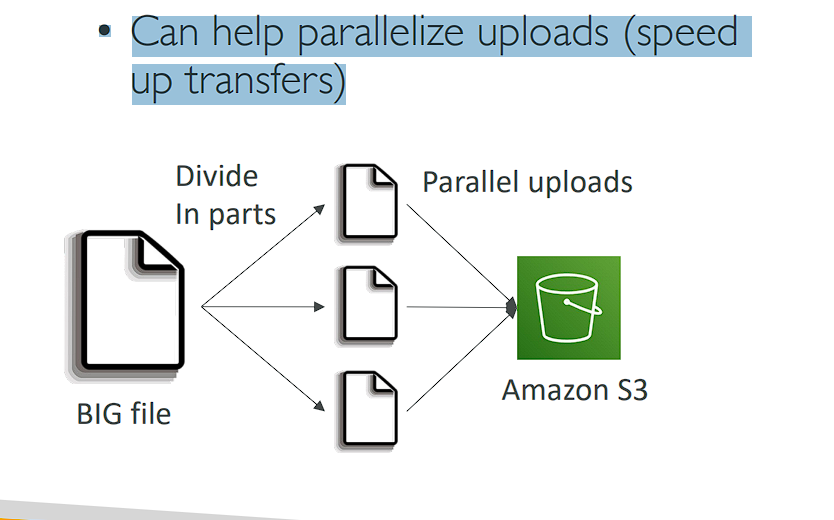 • Can help parallelize uploads (speed
up transfers)
Divide
In parts
Parallel uploads
BIG file
Amazon S3